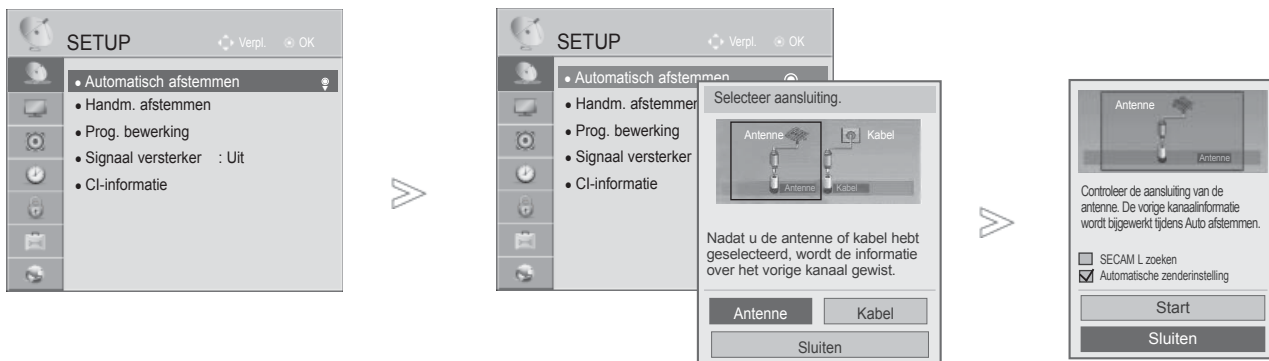 SETUP
Verpl. OK
• Automatisch afstemmen
• Handm. afstemmen
• Prog. bewerking
• Signaal versterker : Uit
• CI-informatie
SETUP
Verpl. OK
• Automatisch afstemmen
• Handm. afstemmen
• Prog. bewerking
• Signaal versterker
• CI-informatie
Selecteer aansluiting.
Antenne Kabel
Antenne Kabel
Nadat u de antenne of kabel hebt
geselecteerd, wordt de informatie
over het vorige kanaal gewist.
Antenne Kabel
Sluiten
Antenne
Antenne
Controleer de aansluiting van de
antenne. De vorige kanaalinformatie
wordt bijgewerkt tijdens Auto afstemmen.
SECAM L zoeken
Automatische zenderinstelling
Start
Sluiten